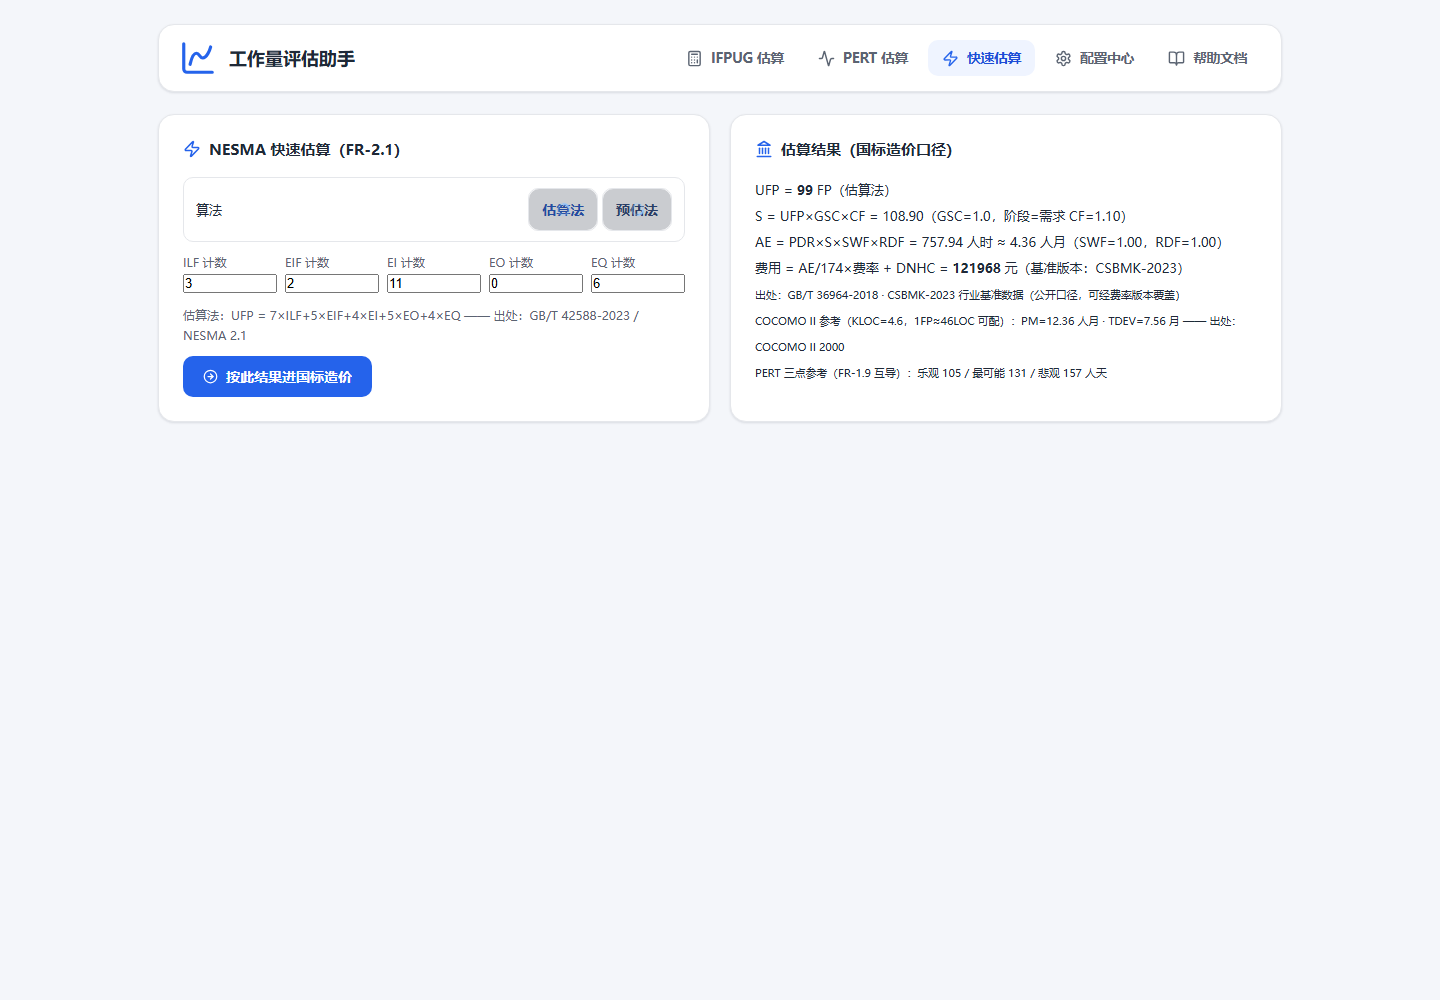 工作量评估助手
IFPUG 估算
PERT 估算
快速估算
配置中心
帮助文档
NESMA 快速估算（FR-2.1）
算法
估算法
预估法
ILF 计数
EIF 计数
EI 计数
EO 计数
EQ 计数
3
2
11
0
6
估算法：UFP = 7×ILF+5×EIF+4×EI+5×EO+4×EQ —— 出处：GB/T 42588-2023 /
NESMA 2.1
按此结果进国标造价
估算结果（国标造价口径）
UFP = 99 FP（估算法）
S = UFP×GSC×CF = 108.90（GSC=1.0，阶段=需求 CF=1.10）
AE = PDR×S×SWF×RDF = 757.94 人时 ≈ 4.36 人月（SWF=1.00，RDF=1.00）
费用 = AE/174×费率 + DNHC = 121968 元（基准版本：CSBMK-2023）
出处：GB/T 36964-2018 · CSBMK-2023 行业基准数据（公开口径，可经费率版本覆盖）
COCOMO II 参考（KLOC=4.6，1FP≈46LOC 可配）：PM=12.36 人月 · TDEV=7.56 月 —— 出处：
COCOMO II 2000
PERT 三点参考（FR-1.9 互导）：乐观 105 / 最可能 131 / 悲观 157 人天